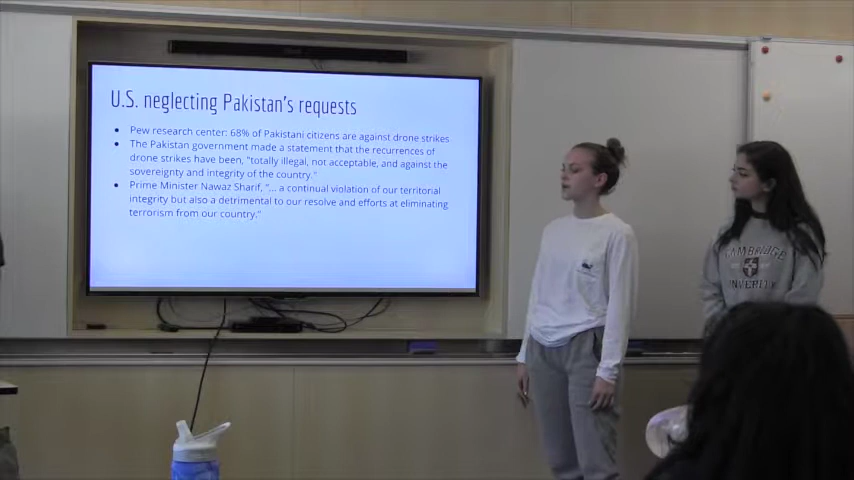 U.S. neglecting Pakistan's requests
• Pew research center: 68% of Pakistani citizens are against drone strikes
• The Pakistan government made a statement that the recurrences of
drone strikes have been, "totally illegal, not acceptable, and against the
sovereignty and integrity of the country."
• Prime Minister Nawaz Sharif, "... a continual violation of our territorial
integrity but also a detrimental to our resolve and efforts at eliminating
terrorism from our country."
CAMBRIDGE
UNIVERSITY